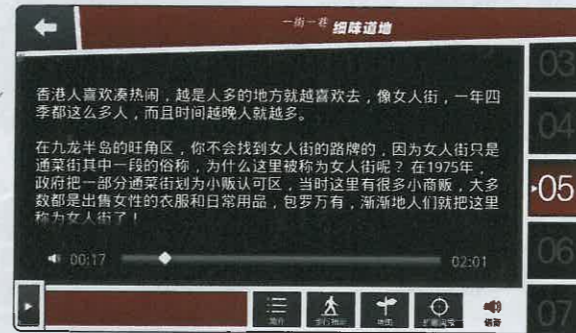 一街一巷 细味道地
香港人喜欢凑热闹，越是人多的地方就越喜欢去，像女人街，一年四
季都这么多人，而且时间越晚人就越多。
在九龙半岛的旺角区，你不会找到女人街的路牌的，因为女人街只是
通菜街其中一段的俗称，为什么这里被称为女人街呢？在1975年，
政府把一部分通菜街划为小贩认可区，当时这里有很多小商贩，大多
数都是出售女性的衣服和日常用品，包罗万有，渐渐地人们就把这里
称为女人街了！
00:17
02:01
简介
步行指示
地图
播音
03
04
05
06
07